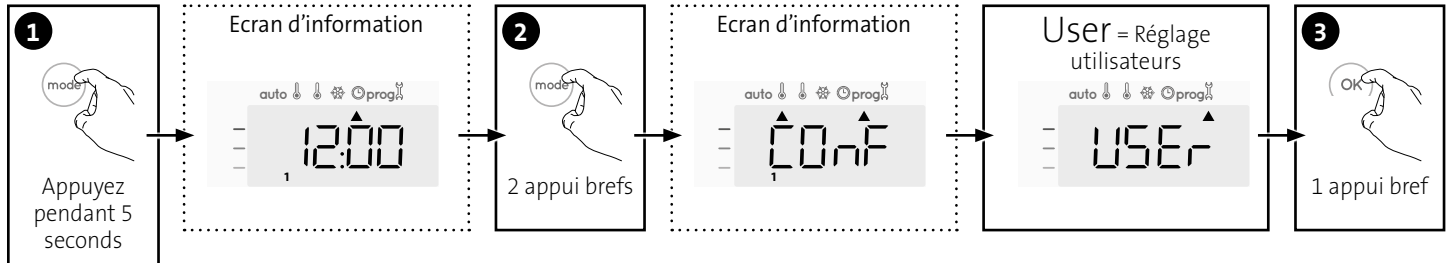 1
mode
Appuyez
pendant 5
seconds
Ecran d'information
auto prog
12:00
1
2
mode
2 appui brefs
Ecran d'information
auto prog
COnF
1
User = Réglage
utilisateurs
auto prog
USEr
3
OK
1 appui bref